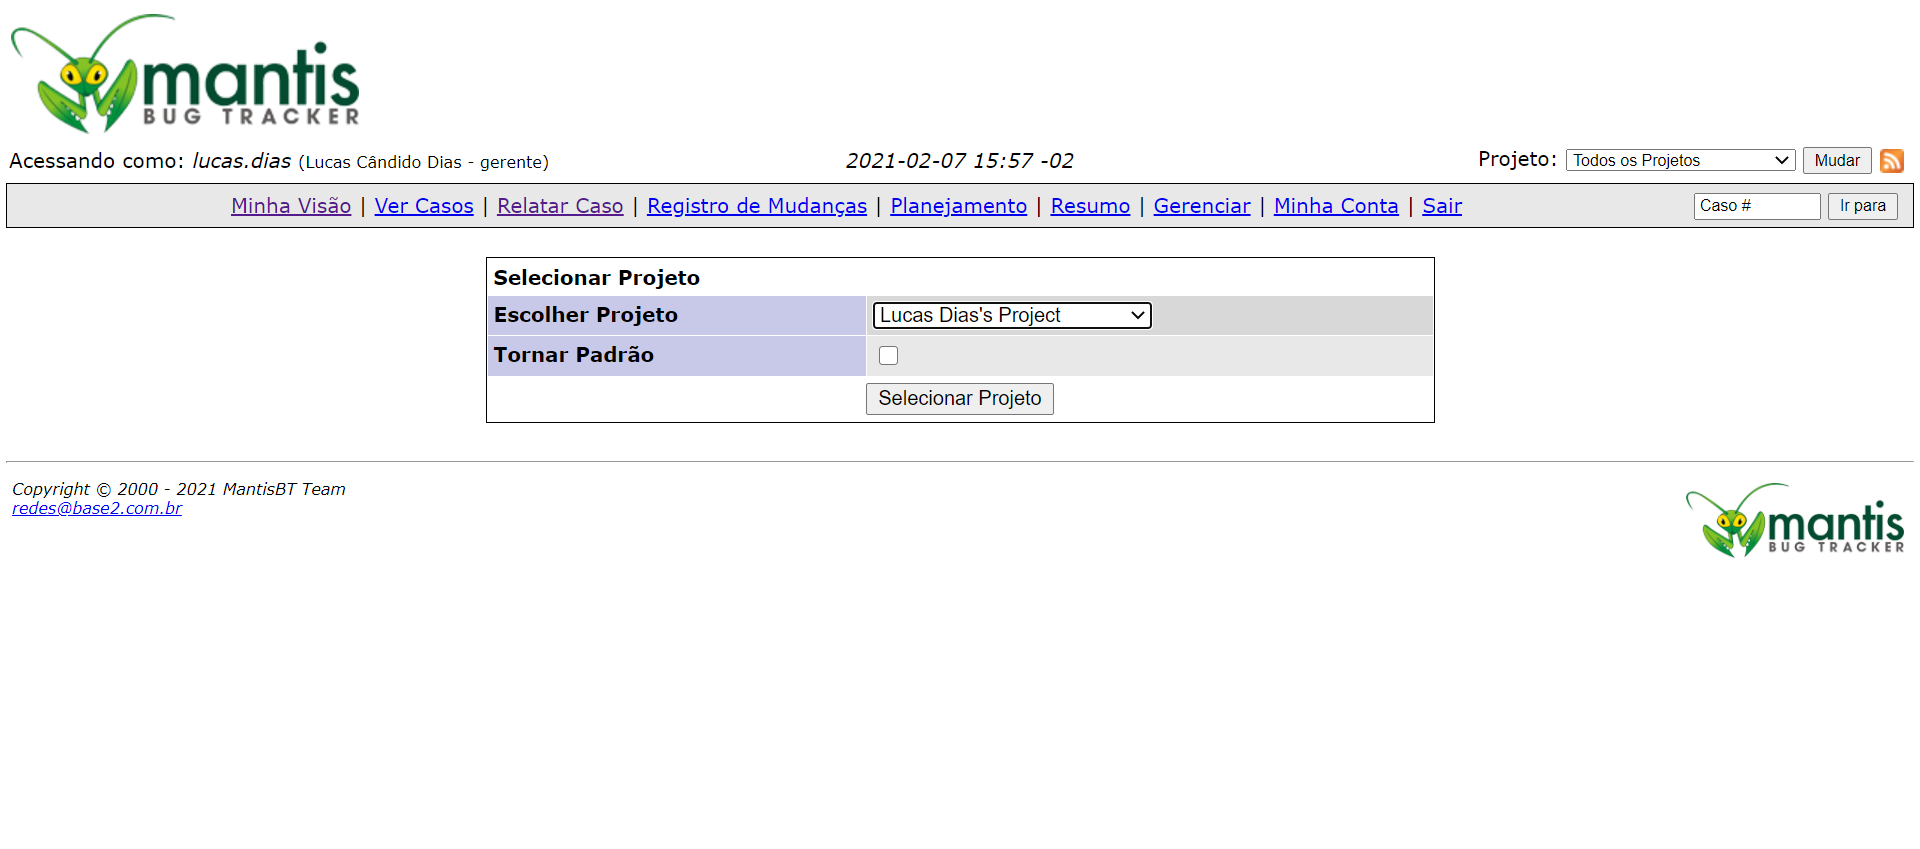 mantis
BUG TRACKER
Acessando como: lucas.dias (Lucas Cândido Dias - gerente) 2021-02-07 15:57 -02 Projeto: Todos os Projetos Mudar
Minha Visão | Ver Casos | Relatar Caso | Registro de Mudanças | Planejamento | Resumo | Gerenciar | Minha Conta | Sair Caso # Ir para
Selecionar Projeto
Escolher Projeto Lucas Dias's Project
Tornar Padrão
Selecionar Projeto
Copyright © 2000 - 2021 MantisBT Team
redes@base2.com.br
mantis
BUG TRACKER